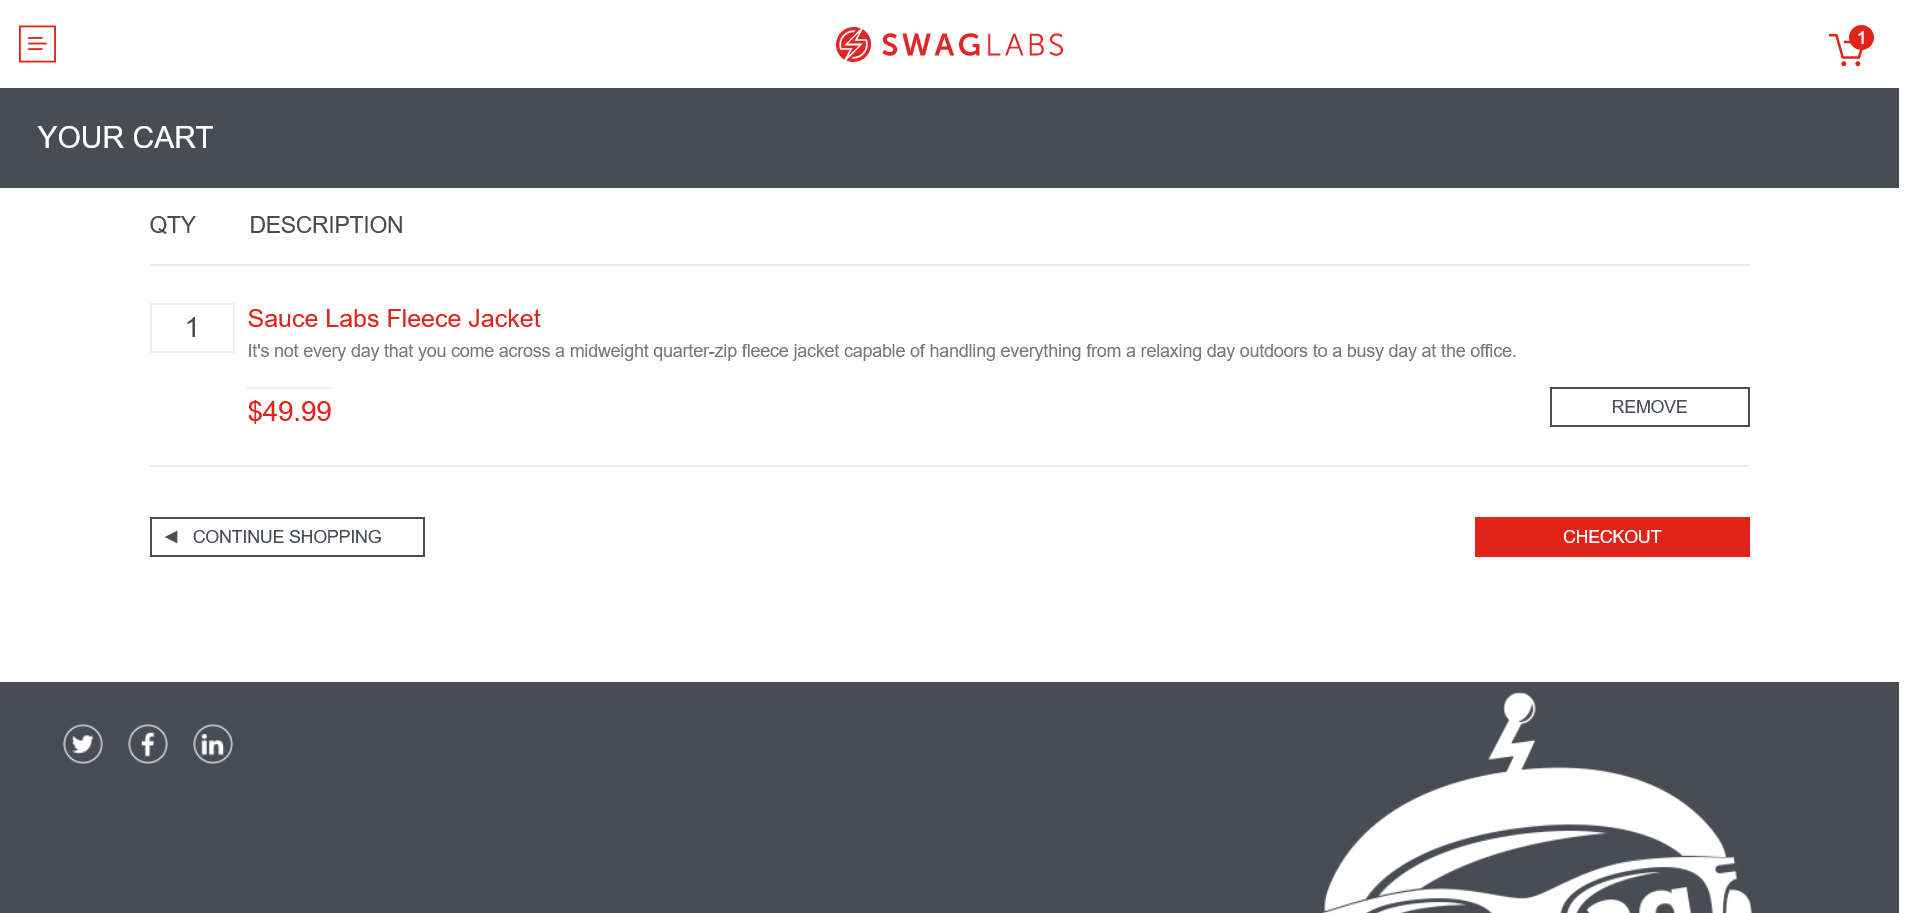 SWAGLABS
1
YOUR CART
QTY DESCRIPTION
1 Sauce Labs Fleece Jacket
It's not every day that you come across a midweight quarter-zip fleece jacket capable of handling everything from a relaxing day outdoors to a busy day at the office.
$49.99 REMOVE
CONTINUE SHOPPING CHECKOUT